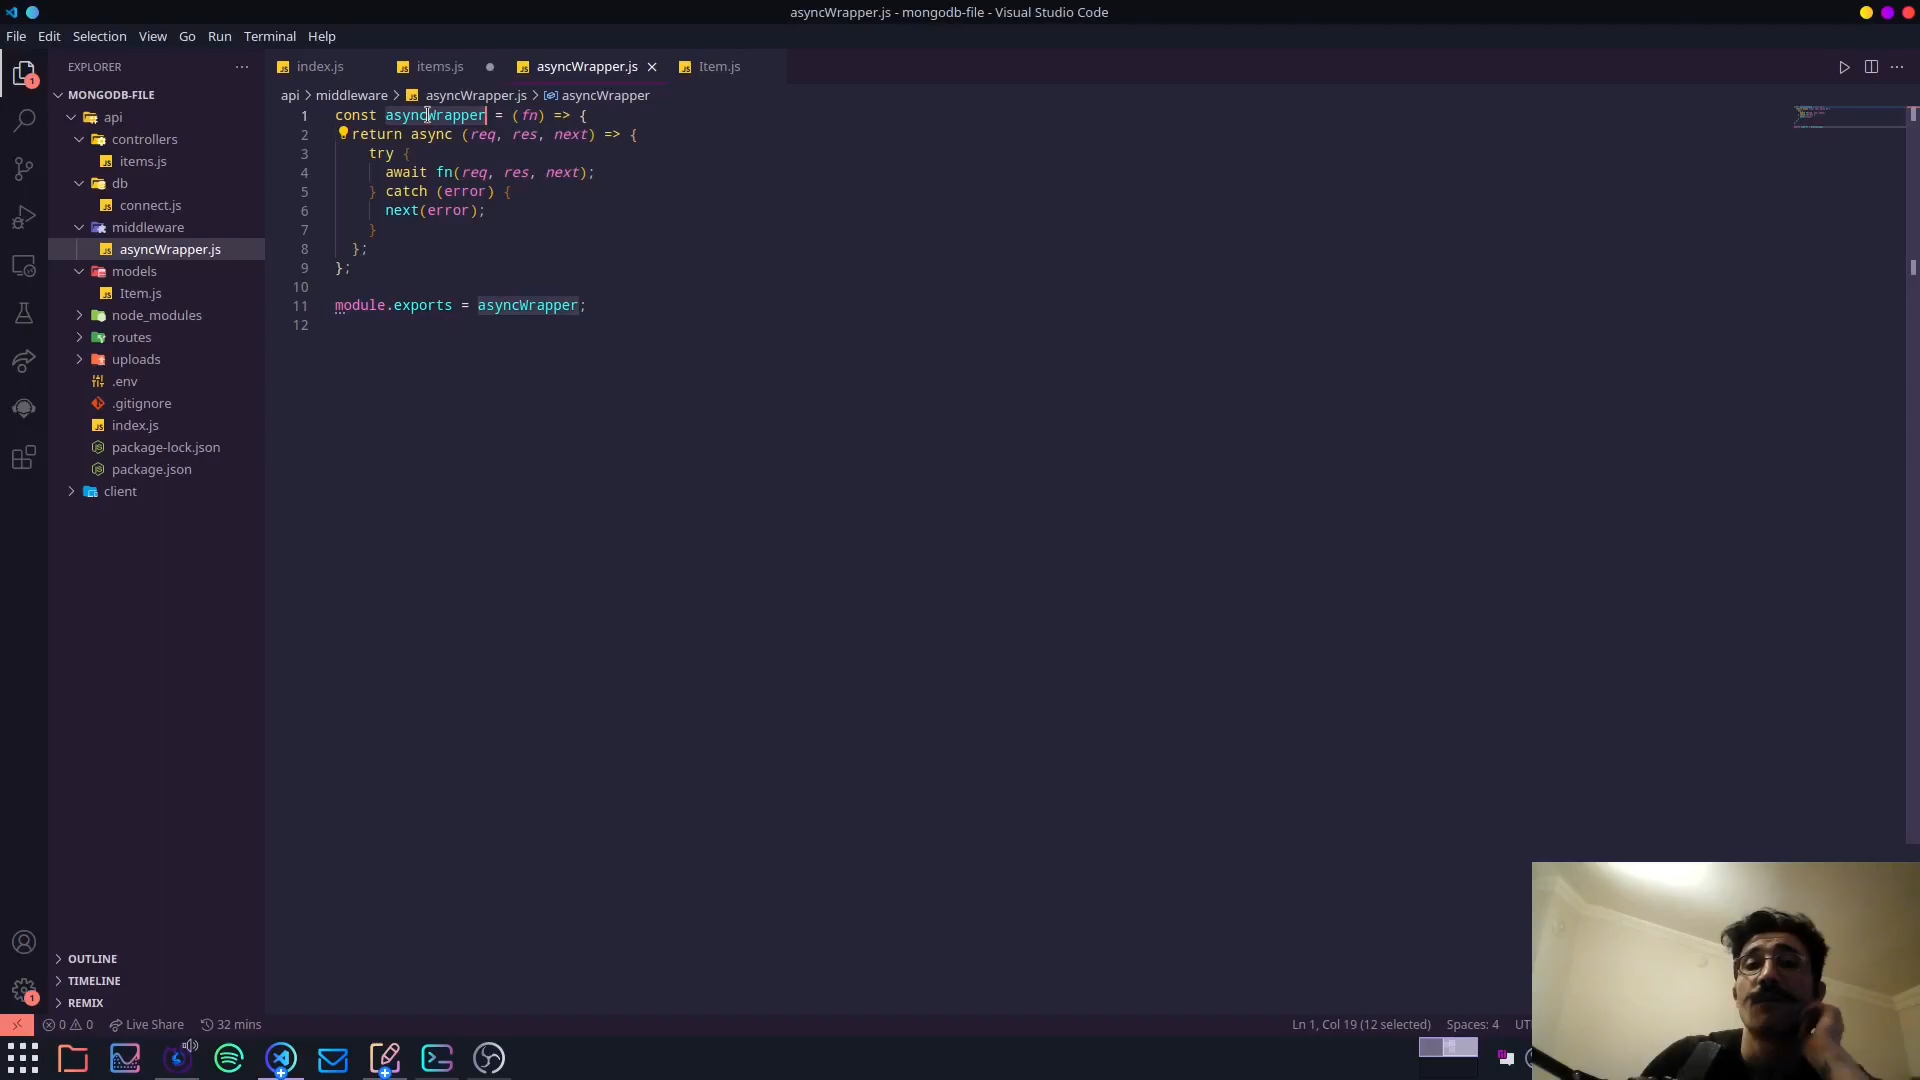 asyncWrapper.js - mongodb-file - Visual Studio Code
File Edit Selection View Go Run Terminal Help
EXPLORER
index.js items.js asyncWrapper.js Item.js
MONGODB-FILE
api > middleware > asyncWrapper.js > asyncWrapper
api
controllers
items.js
db
connect.js
middleware
asyncWrapper.js
models
Item.js
node_modules
routes
uploads
.env
.gitignore
index.js
package-lock.json
package.json
client
1 const asyncWrapper = (fn) => {
2 return async (req, res, next) => {
3 try {
4 await fn(req, res, next);
5 } catch (error) {
6 next(error);
7 }
8 };
9 };
10
11 module.exports = asyncWrapper;
12
OUTLINE
TIMELINE
REMIX
1
1
0 0 Live Share 32 mins Ln 1, Col 19 (12 selected) Spaces: 4